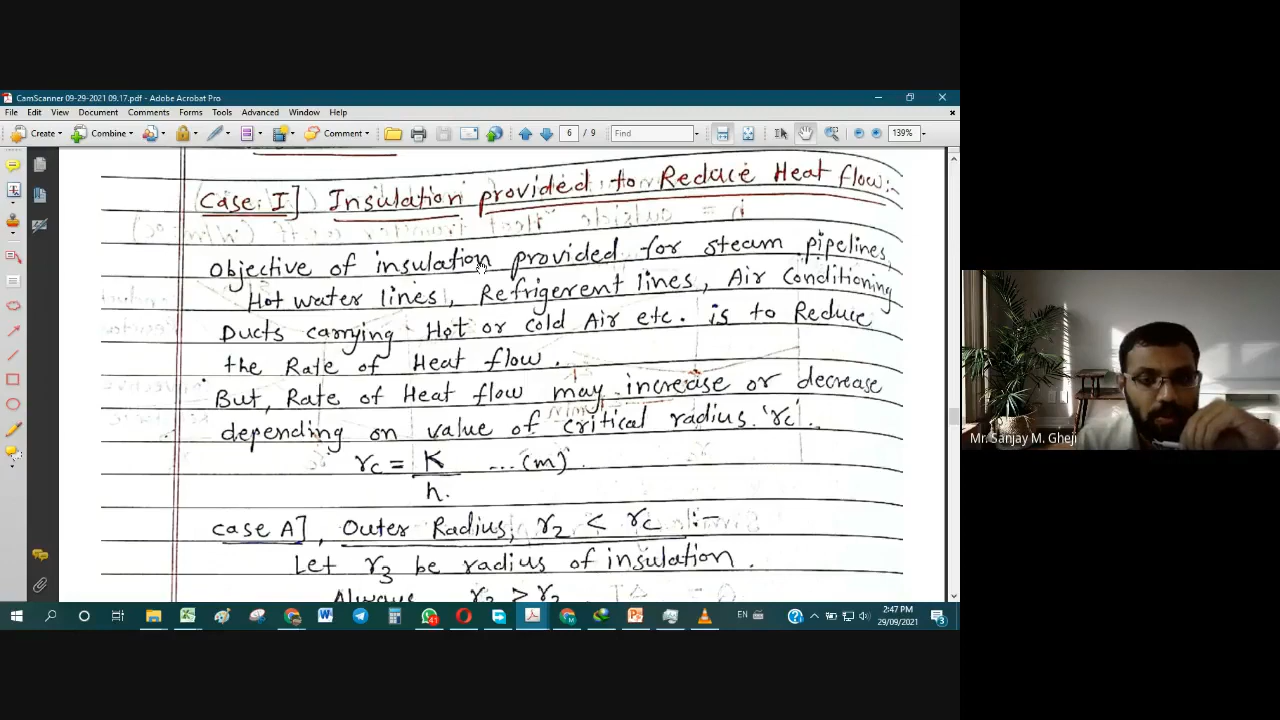 CamScanner 09-29-2021 09.17.pdf - Adobe Acrobat Pro
File Edit View Document Comments Forms Tools Advanced Window Help
Create Combine Comment 6 / 9 Find 139%
Case: I] Insulation provided to Reduce Heat flow:-
Objective of insulation provided for steam pipelines,
Hot water lines, Refrigerent lines, Air Conditioning
Ducts carrying Hot or cold Air etc. is to Reduce
the Rate of Heat flow.
But, Rate of Heat flow may increase or decrease
depending on value of critical radius 'rc'.
rc = K ...(m)
h.
case A], Outer Radius, r2 < rc :-
Let r3 be radius of insulation.
Always r3 > r2
Mr. Sanjay M. Gheji
EN
2:47 PM
29/09/2021